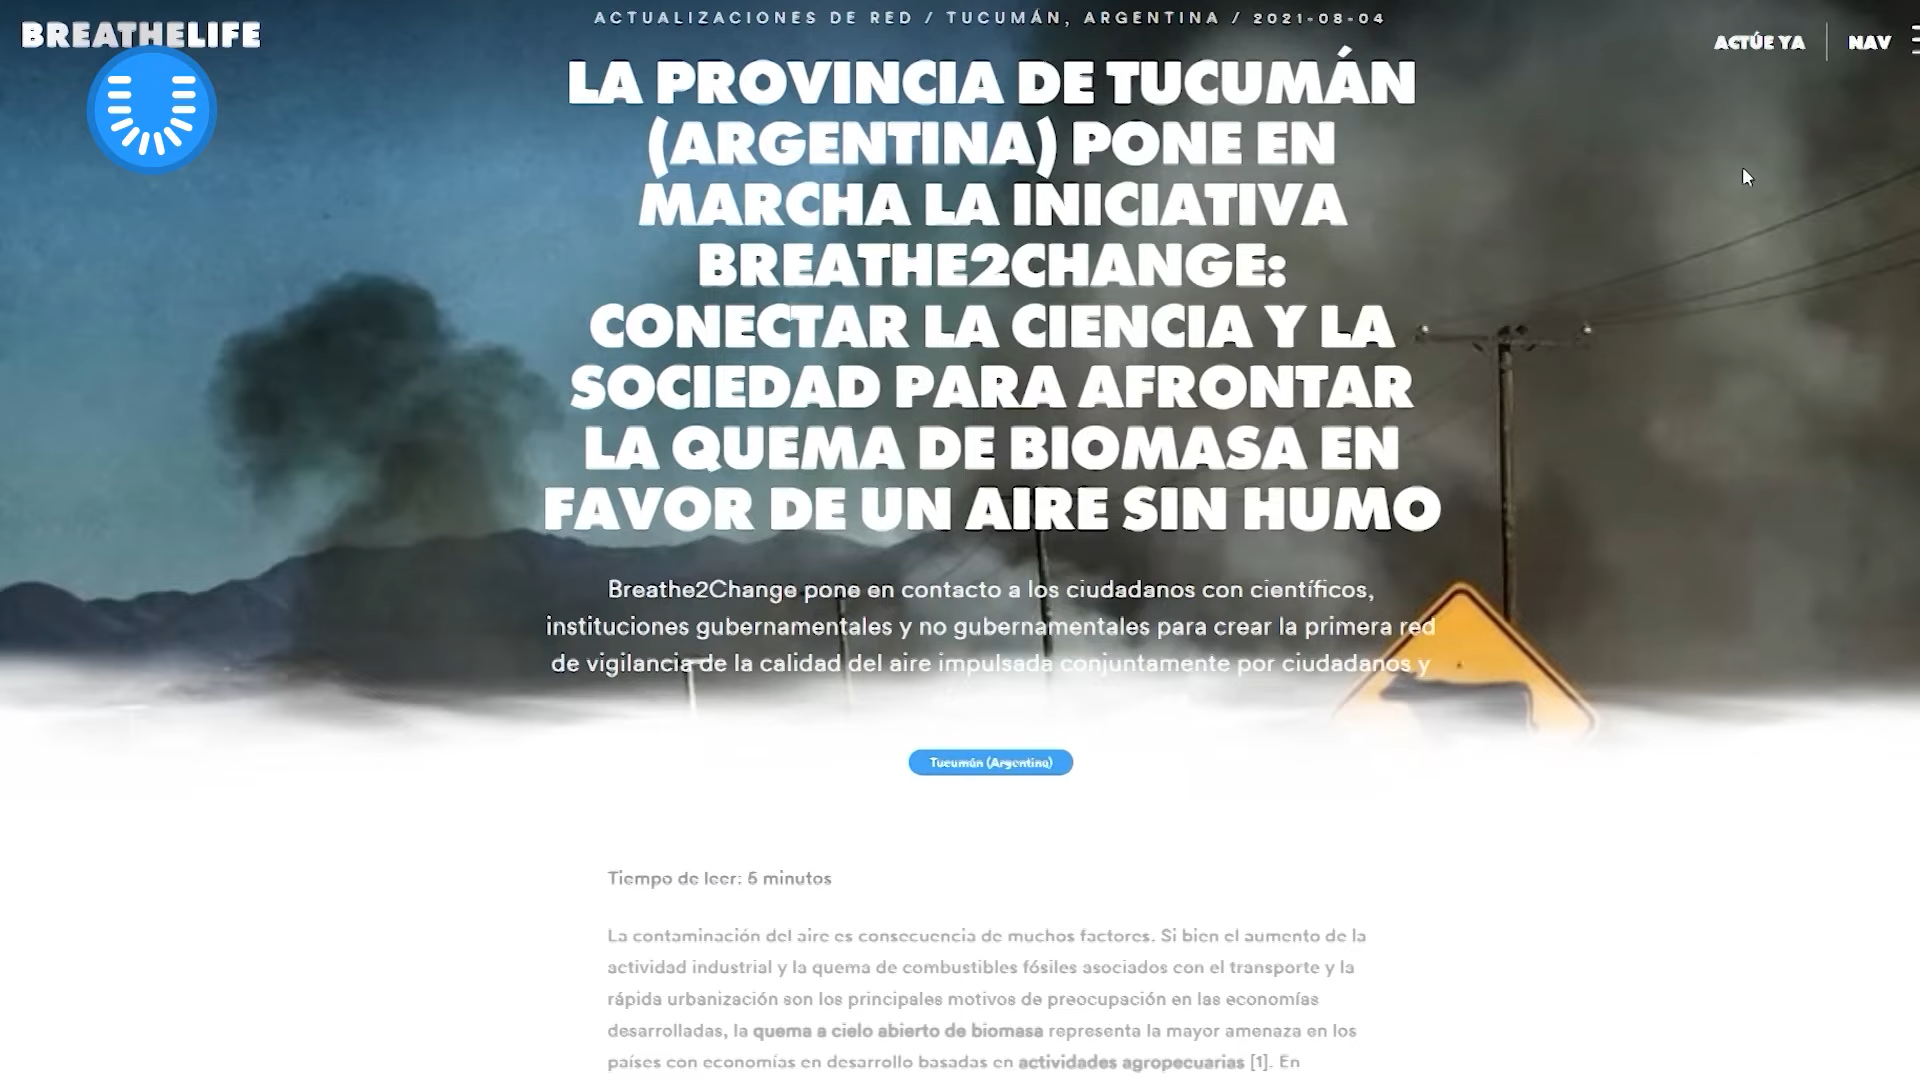 BREATHELIFE
ACTUALIZACIONES DE RED / TUCUMÁN, ARGENTINA / 2021-08-04
ACTÚE YA
NAV
LA PROVINCIA DE TUCUMÁN
(ARGENTINA) PONE EN
MARCHA LA INICIATIVA
BREATHE2CHANGE:
CONECTAR LA CIENCIA Y LA
SOCIEDAD PARA AFRONTAR
LA QUEMA DE BIOMASA EN
FAVOR DE UN AIRE SIN HUMO
Breathe2Change pone en contacto a los ciudadanos con científicos,
instituciones gubernamentales y no gubernamentales para crear la primera red
de vigilancia de la calidad del aire impulsada conjuntamente por ciudadanos y
Tucumán (Argentina)
Tiempo de leer: 5 minutos
La contaminación del aire es consecuencia de muchos factores. Si bien el aumento de la
actividad industrial y la quema de combustibles fósiles asociados con el transporte y la
rápida urbanización son los principales motivos de preocupación en las economías
desarrolladas, la quema a cielo abierto de biomasa representa la mayor amenaza en los
países con economías en desarrollo basadas en actividades agropecuarias [1]. En